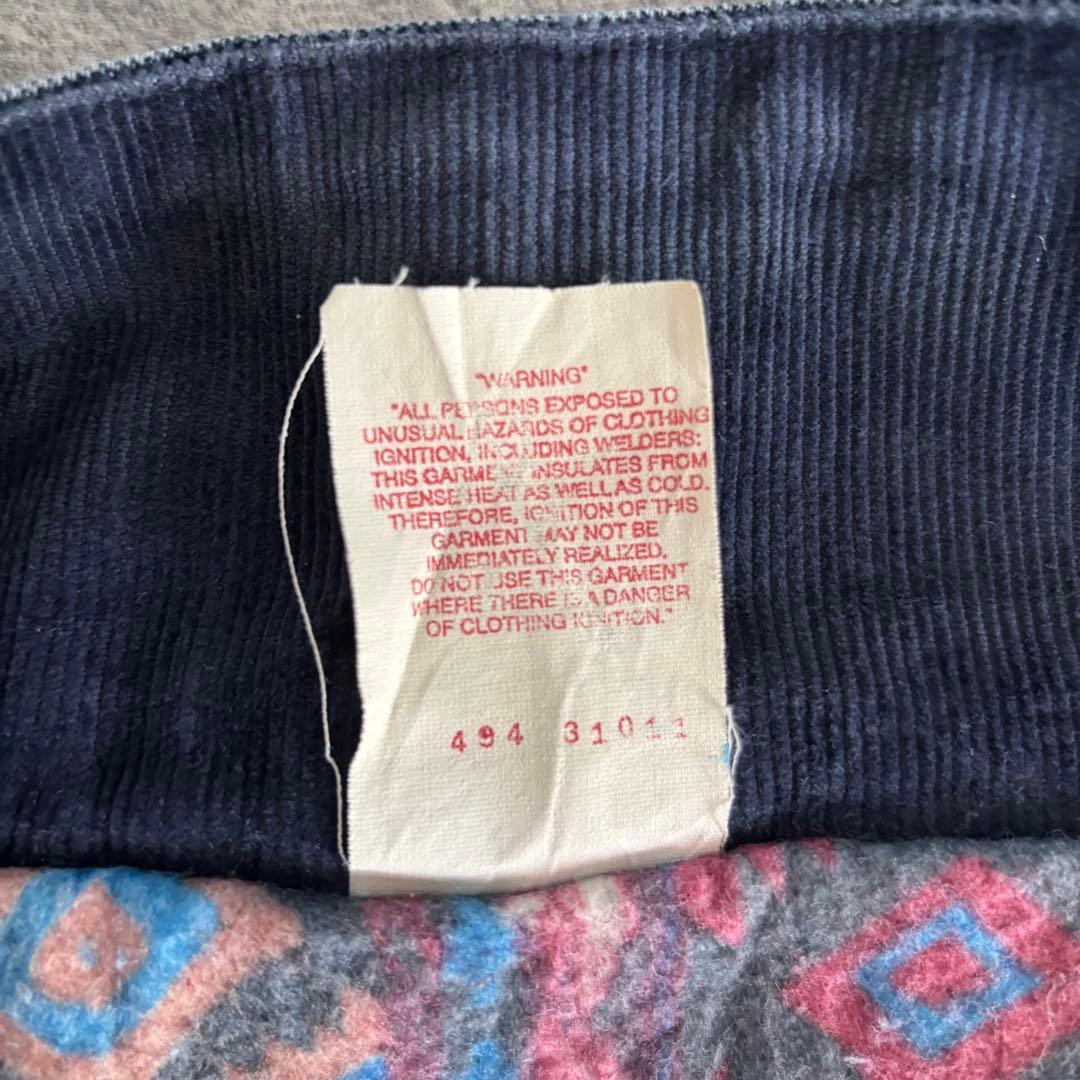 "WARNING"
"ALL PERSONS EXPOSED TO
UNUSUAL HAZARDS OF CLOTHING
IGNITION, INCLUDING WELDERS:
THIS GARMENT INSULATES FROM
INTENSE HEAT AS WELL AS COLD.
THEREFORE, IGNITION OF THIS
GARMENT MAY NOT BE
IMMEDIATELY REALIZED.
DO NOT USE THIS GARMENT
WHERE THERE IS A DANGER
OF CLOTHING IGNITION."
494 31011